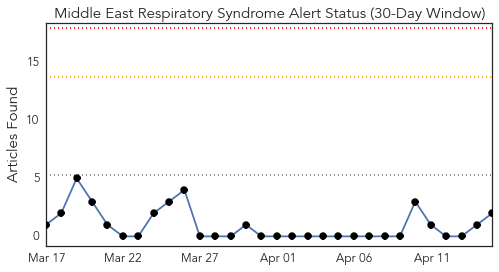 Middle East Respiratory Syndrome Alert Status (30-Day Window)
Articles Found
15
10
5
0
Mar 17 Mar 22 Mar 27 Apr 01 Apr 06 Apr 11